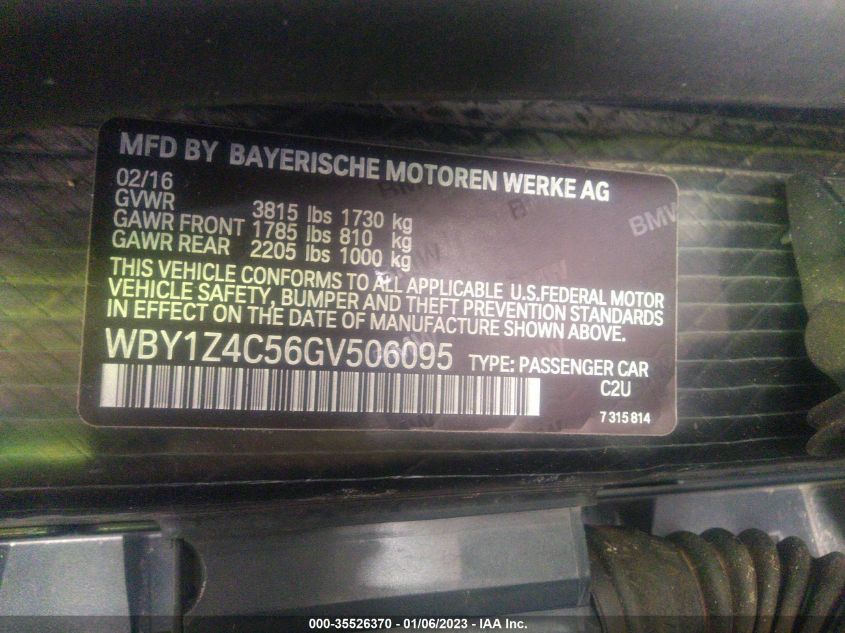 MFD BY BAYERISCHE MOTOREN WERKE AG
02/16
GVWR 3815 lbs 1730 kg
GAWR FRONT 1785 lbs 810 kg
GAWR REAR 2205 lbs 1000 kg
THIS VEHICLE CONFORMS TO ALL APPLICABLE U.S.FEDERAL MOTOR
VEHICLE SAFETY, BUMPER AND THEFT PREVENTION STANDARDS
IN EFFECT ON THE DATE OF MANUFACTURE SHOWN ABOVE.
WBY1Z4C56GV506095 TYPE: PASSENGER CAR
C2U
7 315 814
BMW
BMW
BMW
000-35526370 - 01/06/2023 - IAA Inc.